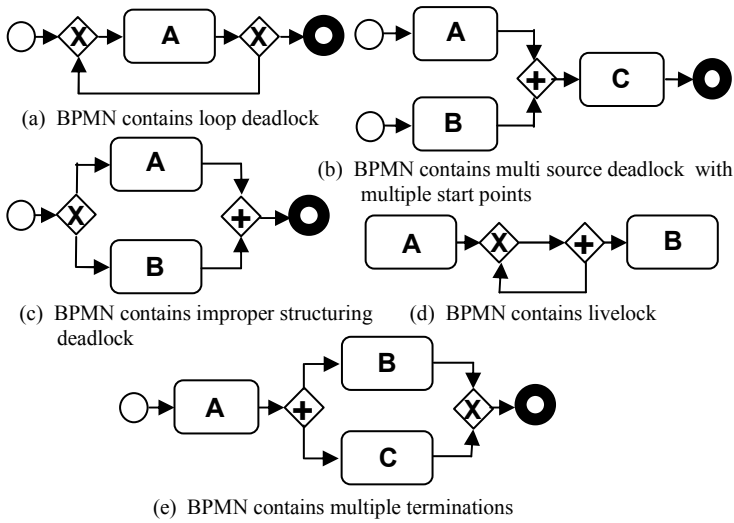 X A X
(a) BPMN contains loop deadlock
A
B
+
C
(b) BPMN contains multi source deadlock with
multiple start points
X
A
B
+
(c) BPMN contains improper structuring
deadlock
A X + B
(d) BPMN contains livelock
A
+
B
C
X
(e) BPMN contains multiple terminations